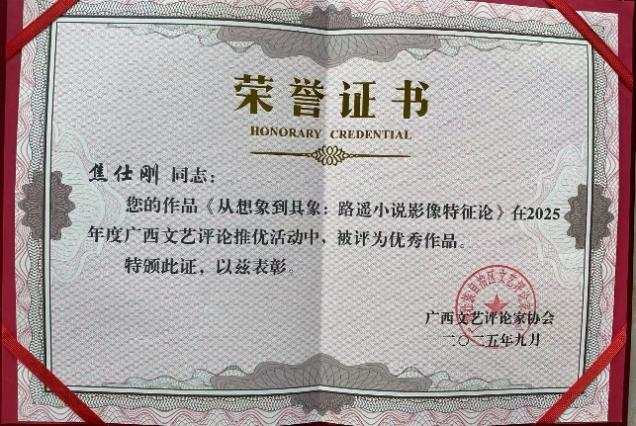 荣誉证书
HONORARY CREDENTIAL
焦仕刚 同志：
您的作品《从想象到具象：路遥小说影像特征论》在2025
年度广西文艺评论推优活动中，被评为优秀作品。
特颁此证，以兹表彰。
广西文艺评论家协会
二〇二五年九月